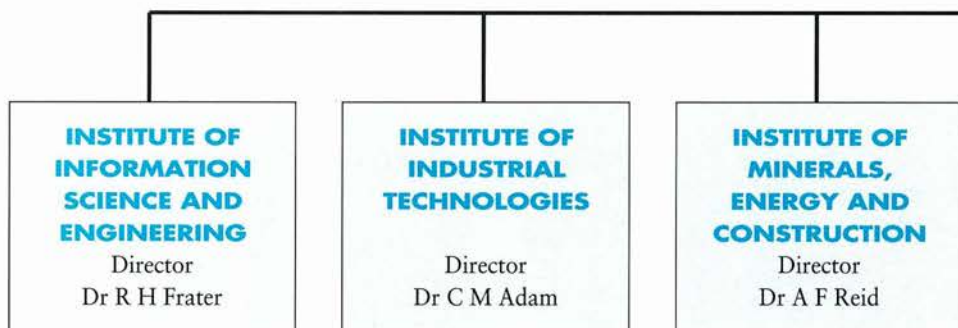 INSTITUTE OF
INFORMATION
SCIENCE AND
ENGINEERING
Director
Dr R H Frater
INSTITUTE OF
INDUSTRIAL
TECHNOLOGIES
Director
Dr C M Adam
INSTITUTE OF
MINERALS,
ENERGY AND
CONSTRUCTION
Director
Dr A F Reid